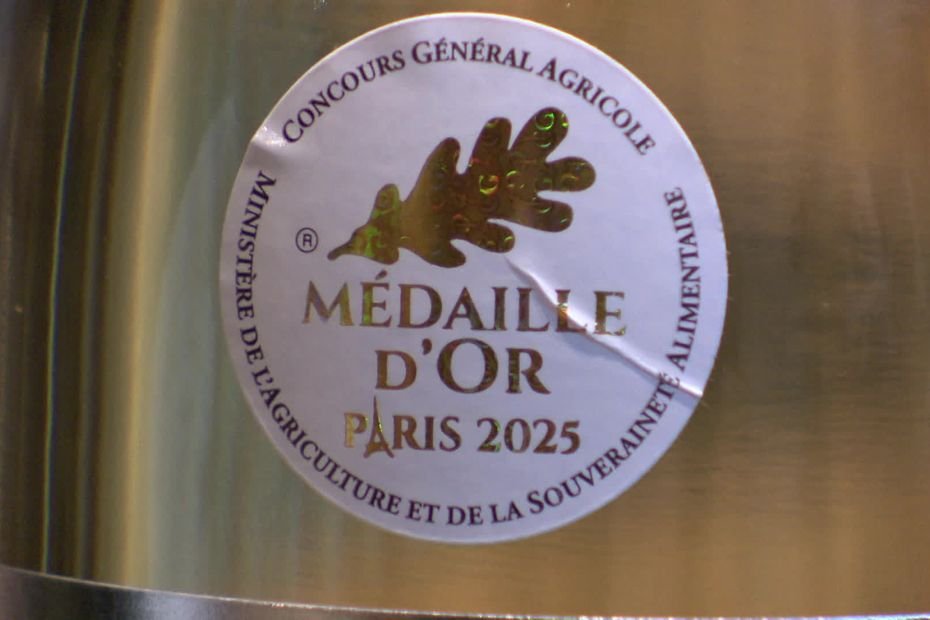 CONCOURS GÉNÉRAL AGRICOLE
®
MÉDAILLE
D'OR
PARIS 2025
MINISTÈRE DE L'AGRICULTURE ET DE LA SOUVERAINETÉ ALIMENTAIRE